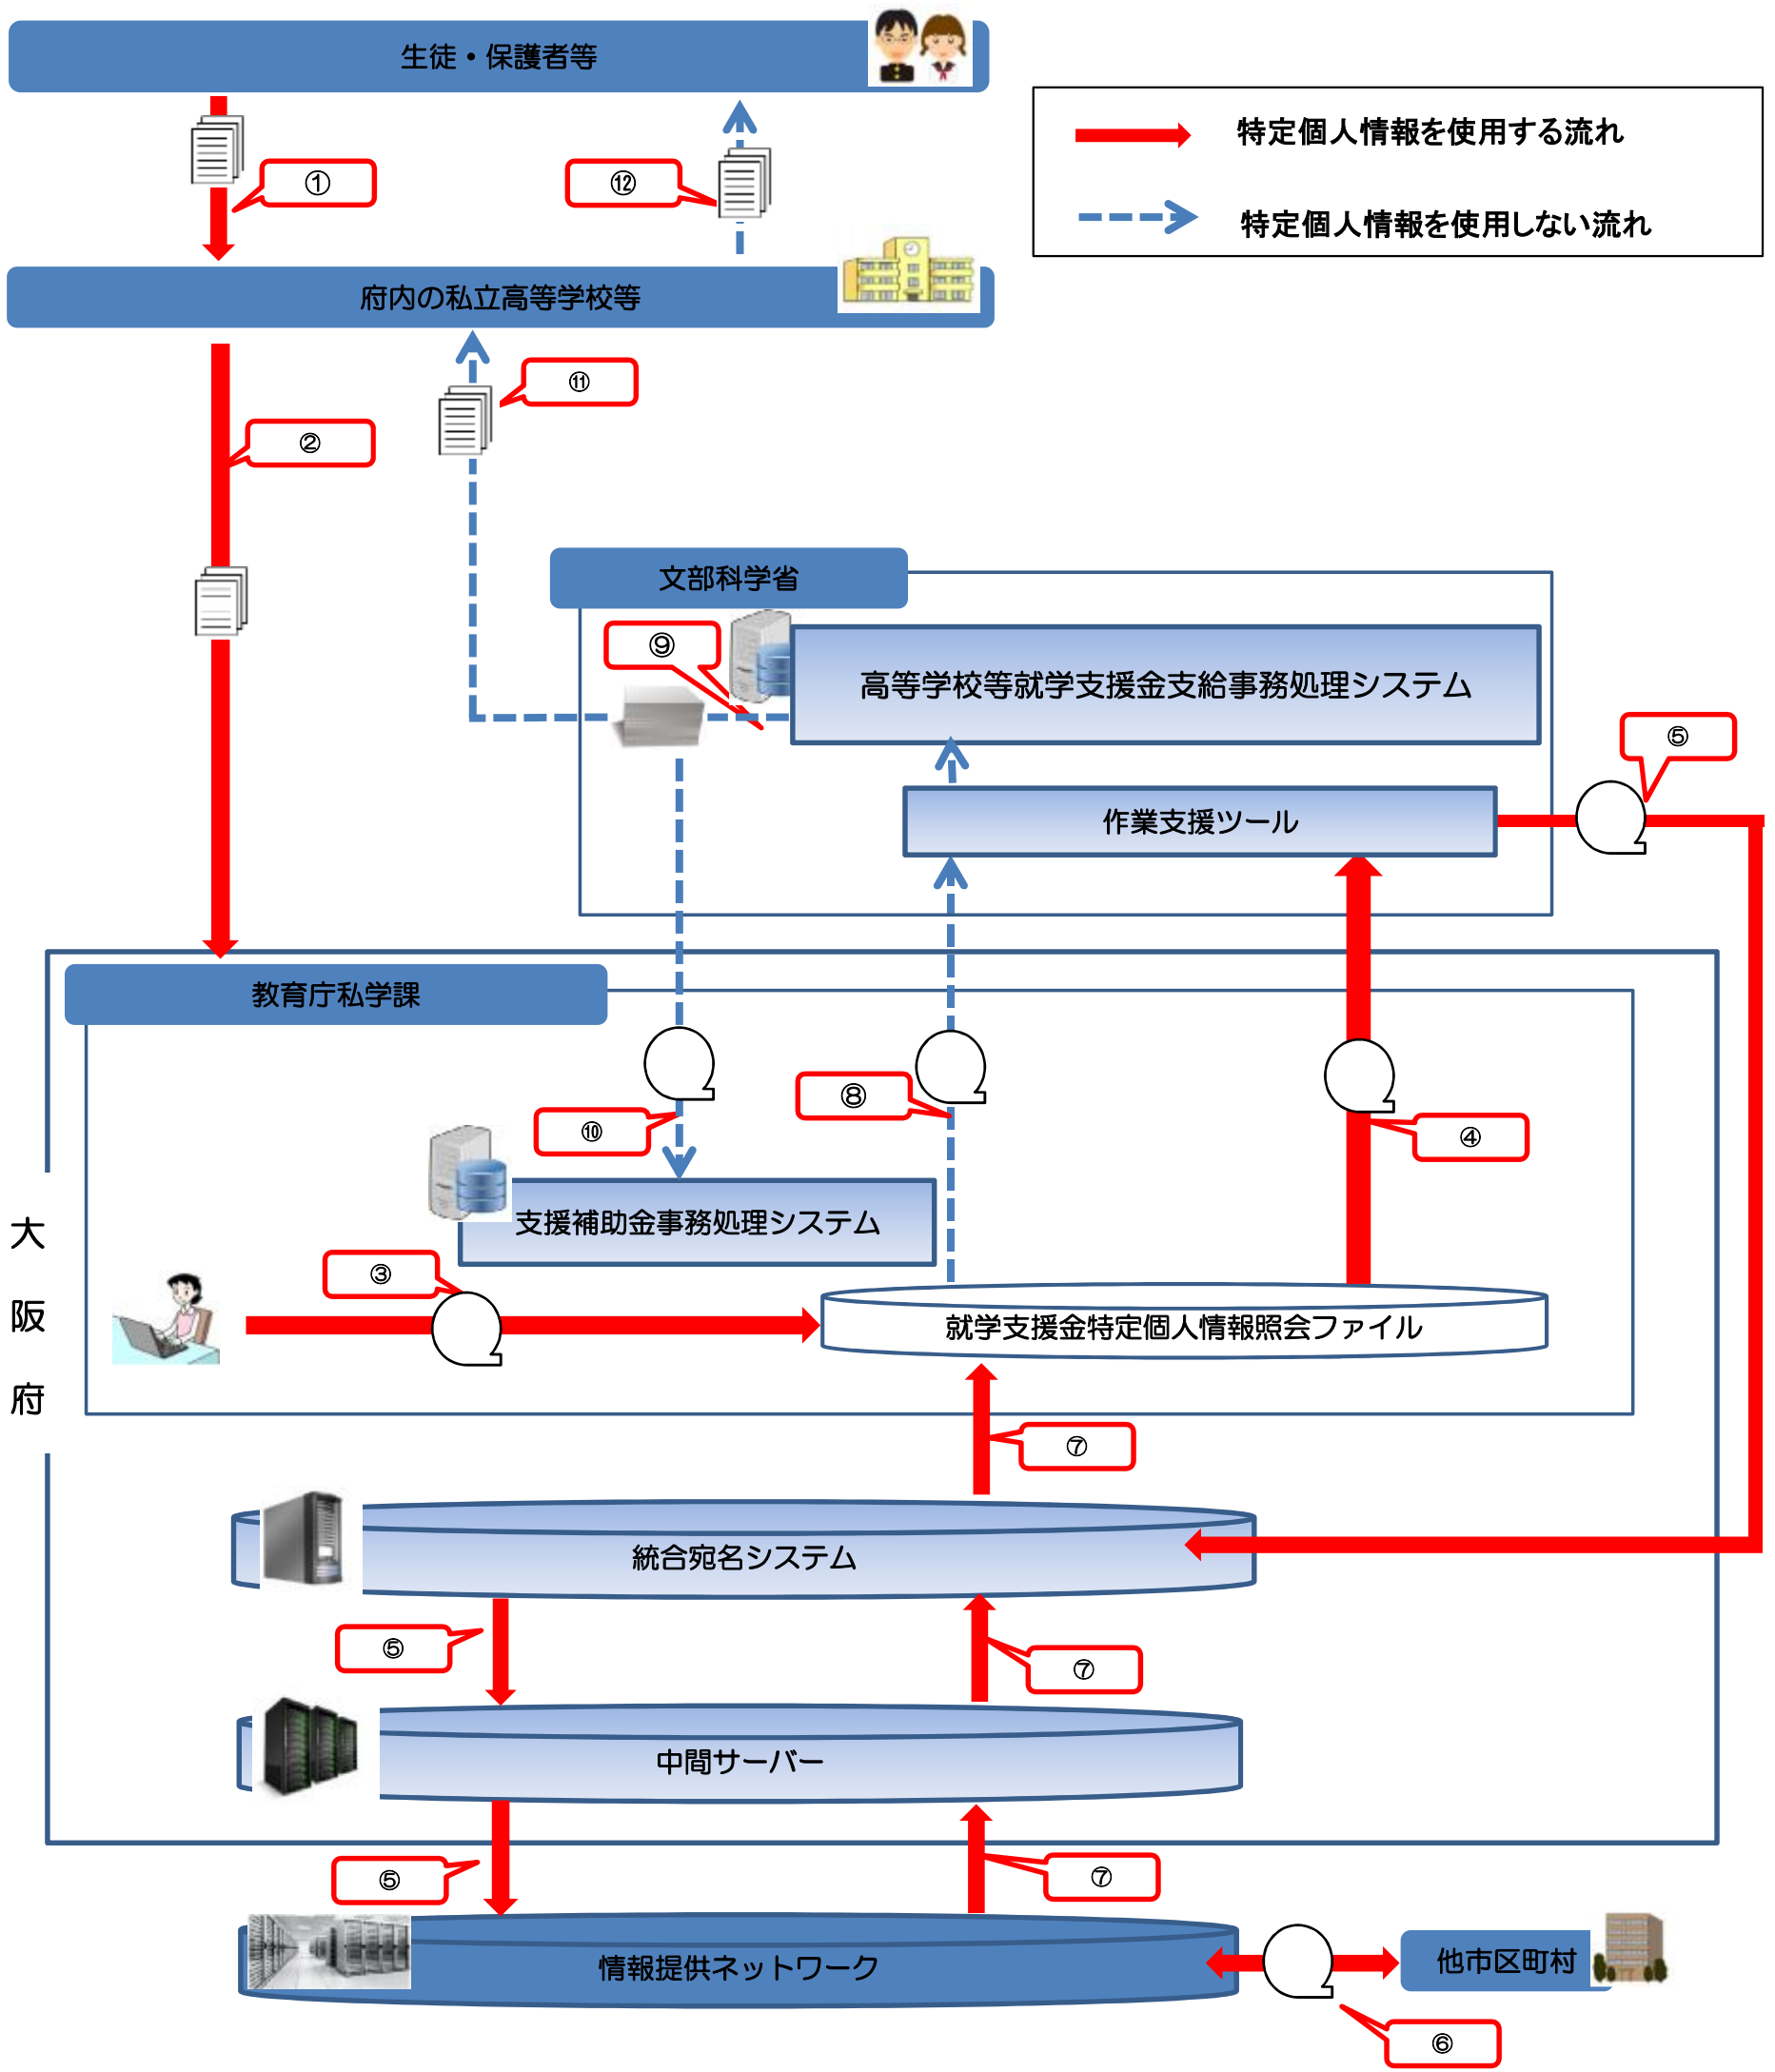 生徒・保護者等
特定個人情報を使用する流れ
①
⑫
特定個人情報を使用しない流れ
府内の私立高等学校等
⑪
②
文部科学省
⑨
高等学校等就学支援金支給事務処理システム
⑤
作業支援ツール
教育庁私学課
⑧
⑩
④
支援補助金事務処理システム
大阪府
③
就学支援金特定個人情報照会ファイル
⑦
統合宛名システム
⑤
⑦
中間サーバー
⑤
⑦
情報提供ネットワーク
他市区町村
⑥